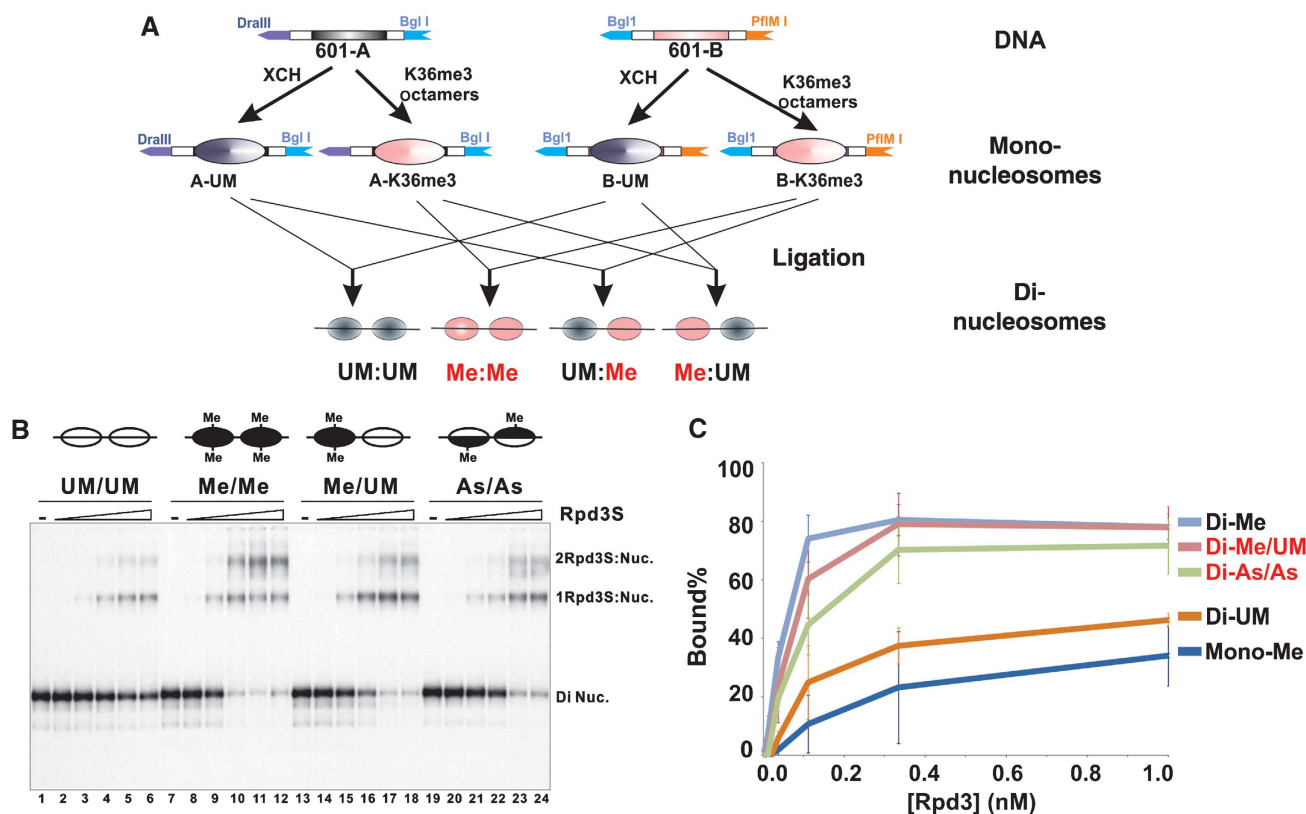 A
DraIII
Bgl I
601-A
Bgl1
PflM I
601-B
DNA
XCH
K36me3
octamers
XCH
K36me3
octamers
DraIII
Bgl I
A-UM
Bgl I
A-K36me3
Bgl1
B-UM
Bgl1
PflM I
B-K36me3
Mono-
nucleosomes
Ligation
Di-
nucleosomes
UM:UM
Me:Me
UM:Me
Me:UM
B
Me Me Me Me
Me Me Me Me
UM/UM Me/Me Me/UM As/As
- - - - Rpd3S
2Rpd3S:Nuc.
1Rpd3S:Nuc.
Di Nuc.
1 2 3 4 5 6 7 8 9 10 11 12 13 14 15 16 17 18 19 20 21 22 23 24
C
100
80
60
40
20
0
Bound%
0.0 0.2 0.4 0.6 0.8 1.0
[Rpd3] (nM)
Di-Me
Di-Me/UM
Di-As/As
Di-UM
Mono-Me